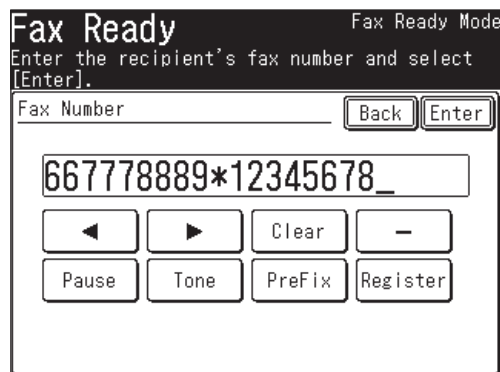 Fax Ready
Fax Ready Mode
Enter the recipient's fax number and select
[Enter].
Fax Number
Back Enter
667778889*12345678_
◀ ▶ Clear –
Pause Tone PreFix Register